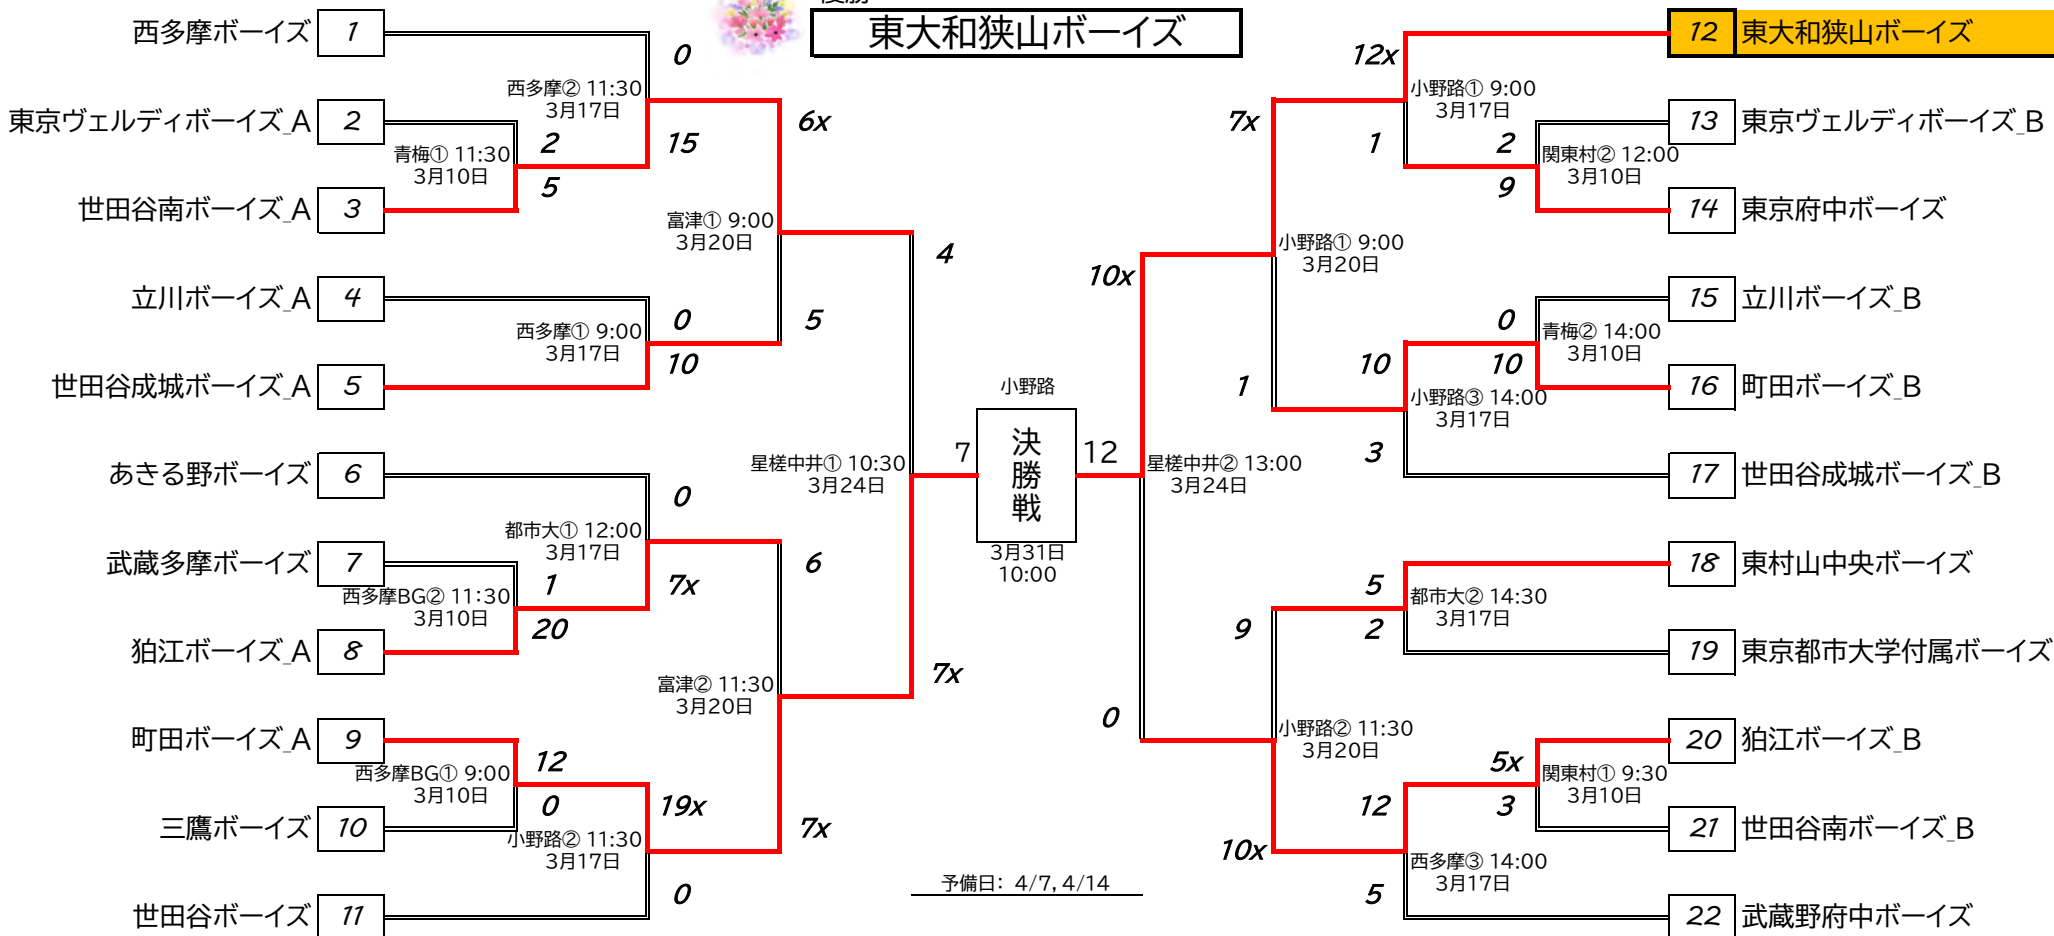 東大和狭山ボーイズ
西多摩ボーイズ 1
0
西多摩② 11:30
3月17日
6x
東京ヴェルディボーイズ_A 2
2
15
青梅① 11:30
3月10日
5
世田谷南ボーイズ_A 3
富津① 9:00
3月20日
4
立川ボーイズ_A 4
0
5
西多摩① 9:00
3月17日
10
世田谷成城ボーイズ_A 5
あきる野ボーイズ 6
0
星槎中井① 10:30
3月24日
都市大① 12:00
3月17日
6
武蔵多摩ボーイズ 7
1
7x
西多摩BG② 11:30
3月10日
20
狛江ボーイズ_A 8
富津② 11:30
3月20日
7x
町田ボーイズ_A 9
12
西多摩BG① 9:00
3月10日
0
19x
三鷹ボーイズ 10
7x
小野路② 11:30
3月17日
0
世田谷ボーイズ 11
小野路
7
決勝戦
12
3月31日
10:00
予備日: 4/7, 4/14
12 東大和狭山ボーイズ
12x
小野路① 9:00
3月17日
7x
1
13 東京ヴェルディボーイズ_B
2
関東村② 12:00
3月10日
9
14 東京府中ボーイズ
小野路① 9:00
3月20日
10x
15 立川ボーイズ_B
0
青梅② 14:00
3月10日
10
10
16 町田ボーイズ_B
1
小野路③ 14:00
3月17日
3
17 世田谷成城ボーイズ_B
星槎中井② 13:00
3月24日
18 東村山中央ボーイズ
5
都市大② 14:30
3月17日
9
2
19 東京都市大学付属ボーイズ
0
小野路② 11:30
3月20日
20 狛江ボーイズ_B
5x
関東村① 9:30
3月10日
12
3
21 世田谷南ボーイズ_B
10x
西多摩③ 14:00
3月17日
5
22 武蔵野府中ボーイズ